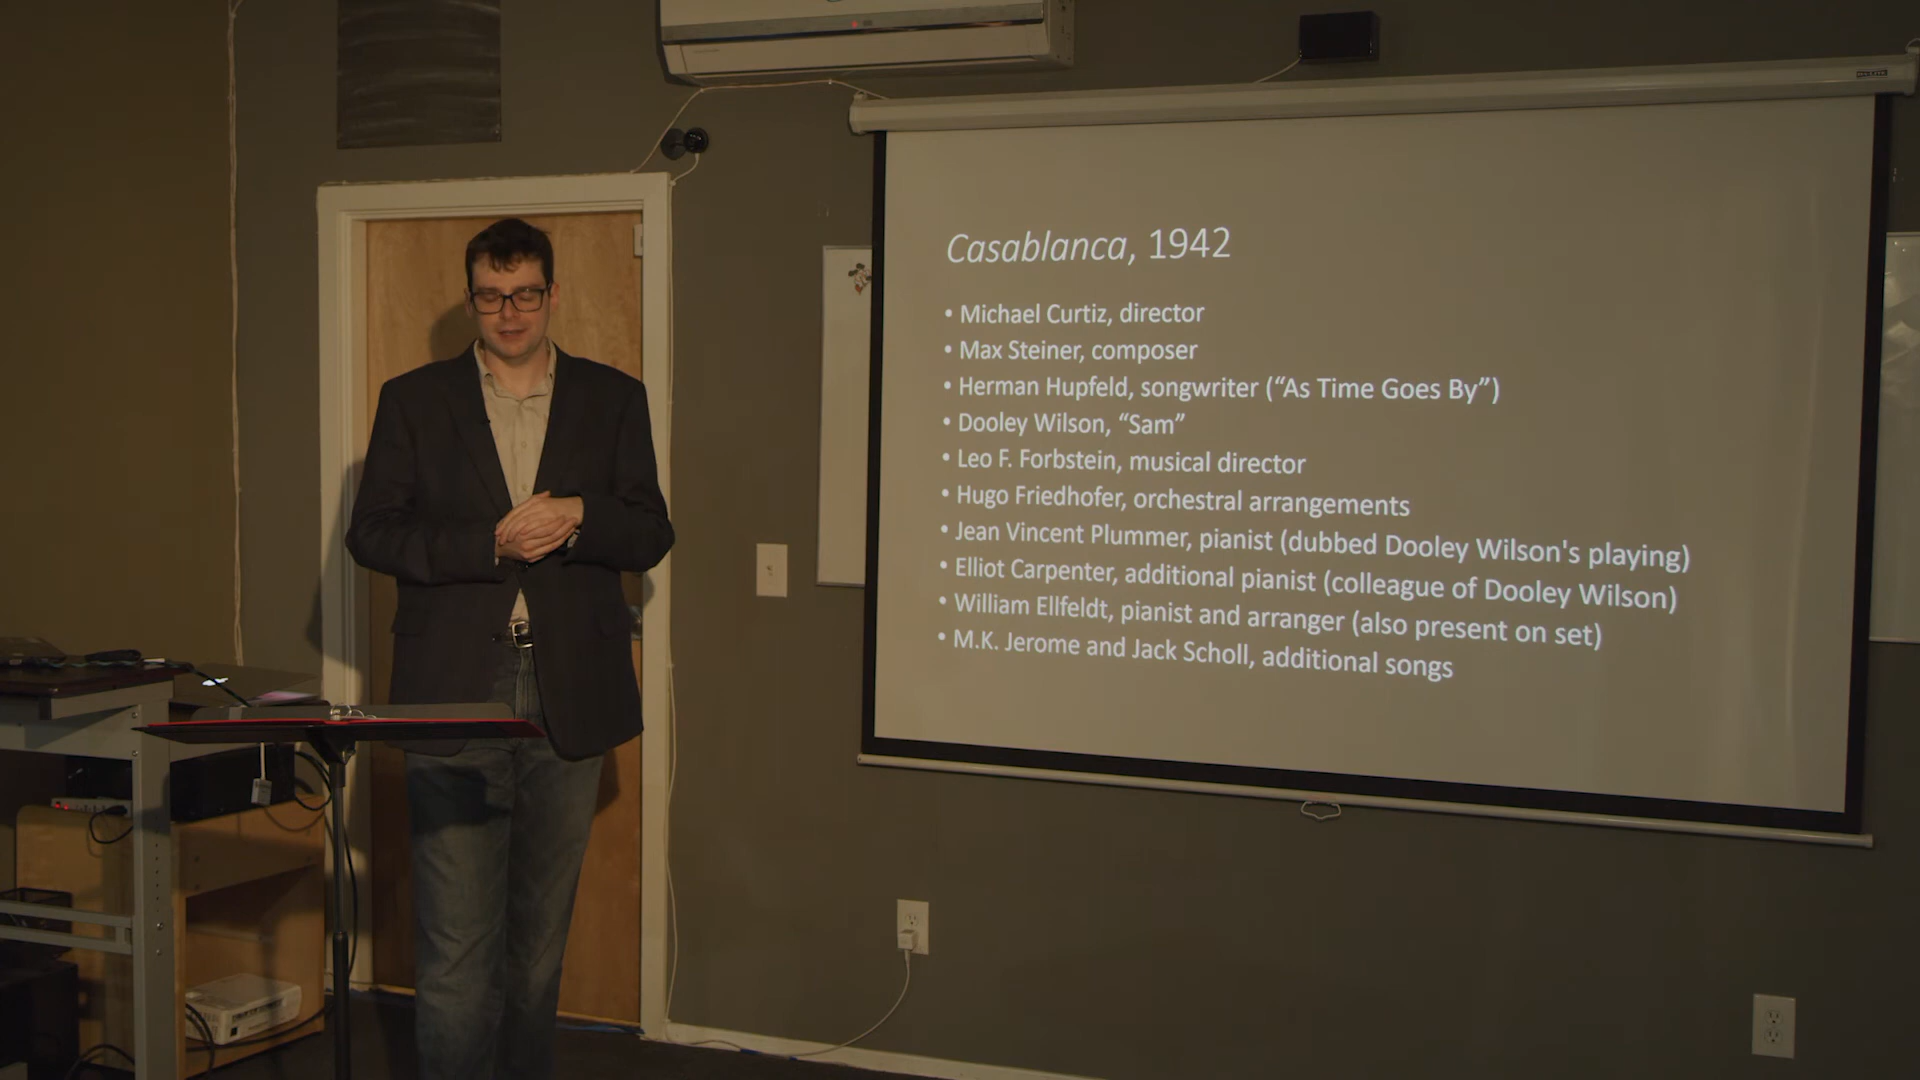 Casablanca, 1942
• Michael Curtiz, director
• Max Steiner, composer
• Herman Hupfeld, songwriter (“As Time Goes By”)
• Dooley Wilson, “Sam”
• Leo F. Forbstein, musical director
• Hugo Friedhofer, orchestral arrangements
• Jean Vincent Plummer, pianist (dubbed Dooley Wilson's playing)
• Elliot Carpenter, additional pianist (colleague of Dooley Wilson)
• William Ellfeldt, pianist and arranger (also present on set)
• M.K. Jerome and Jack Scholl, additional songs